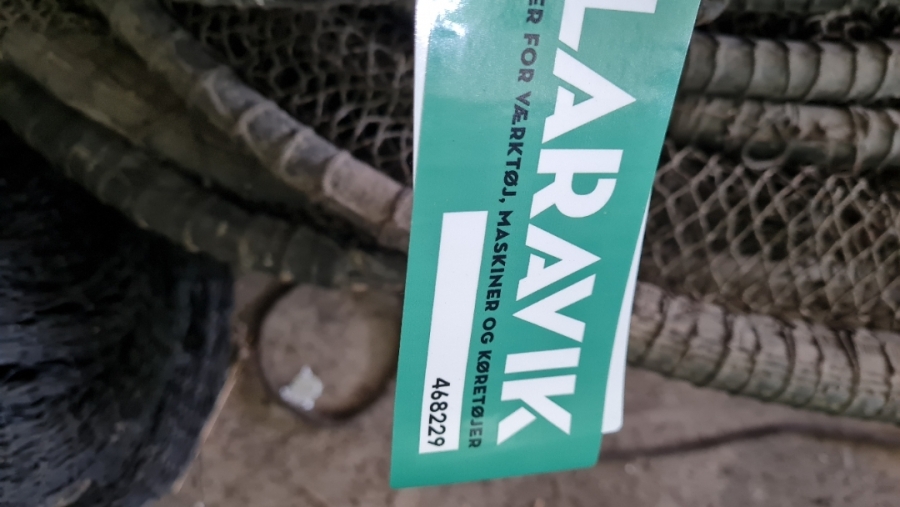 LARAVIK
ER FOR VÆRKTØJ, MASKINER OG KØRETØJER
468229